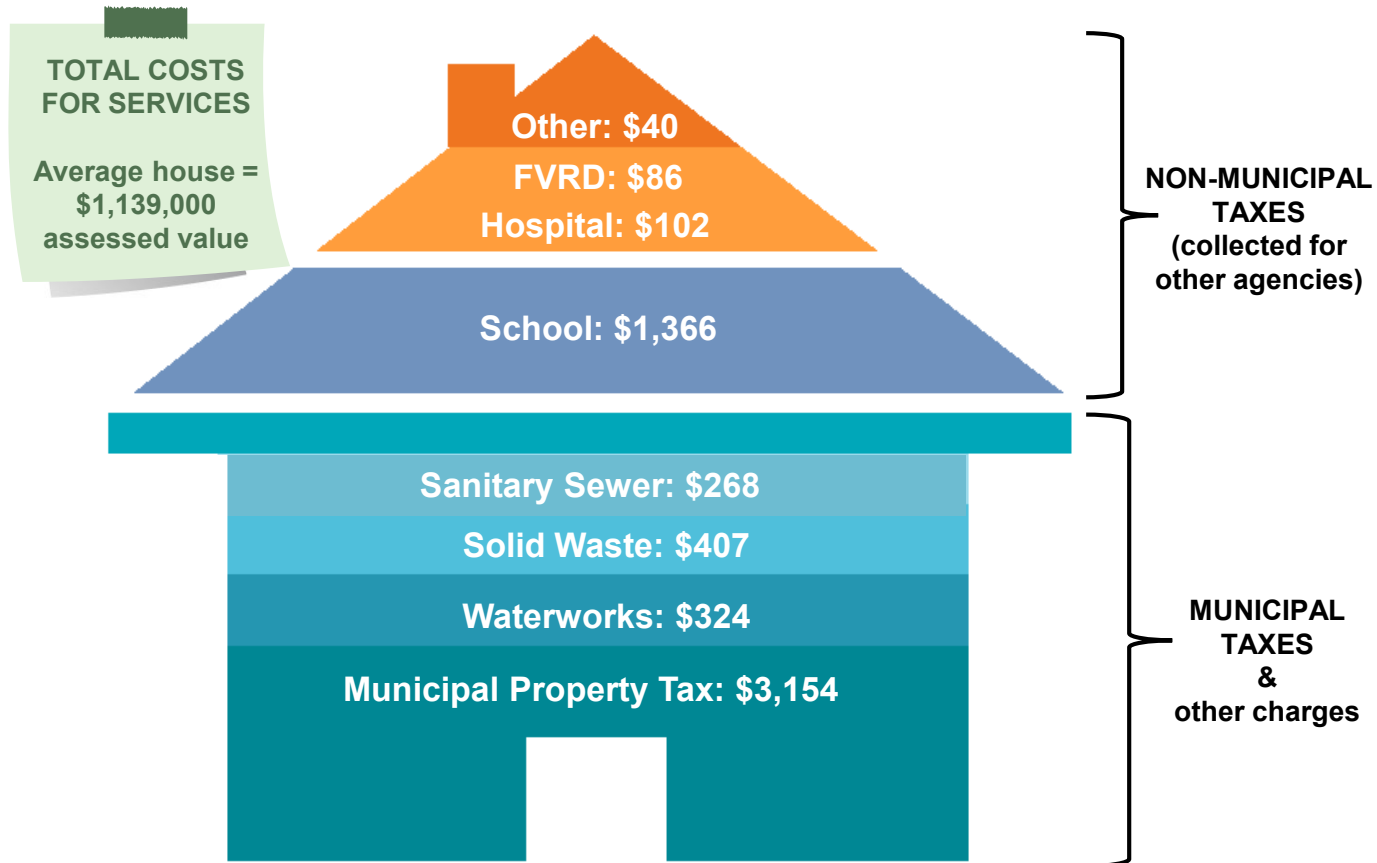 TOTAL COSTS
FOR SERVICES
Average house =
$1,139,000
assessed value
Other: $40
FVRD: $86
Hospital: $102
School: $1,366
NON-MUNICIPAL
TAXES
(collected for
other agencies)
Sanitary Sewer: $268
Solid Waste: $407
Waterworks: $324
Municipal Property Tax: $3,154
MUNICIPAL
TAXES
&
other charges